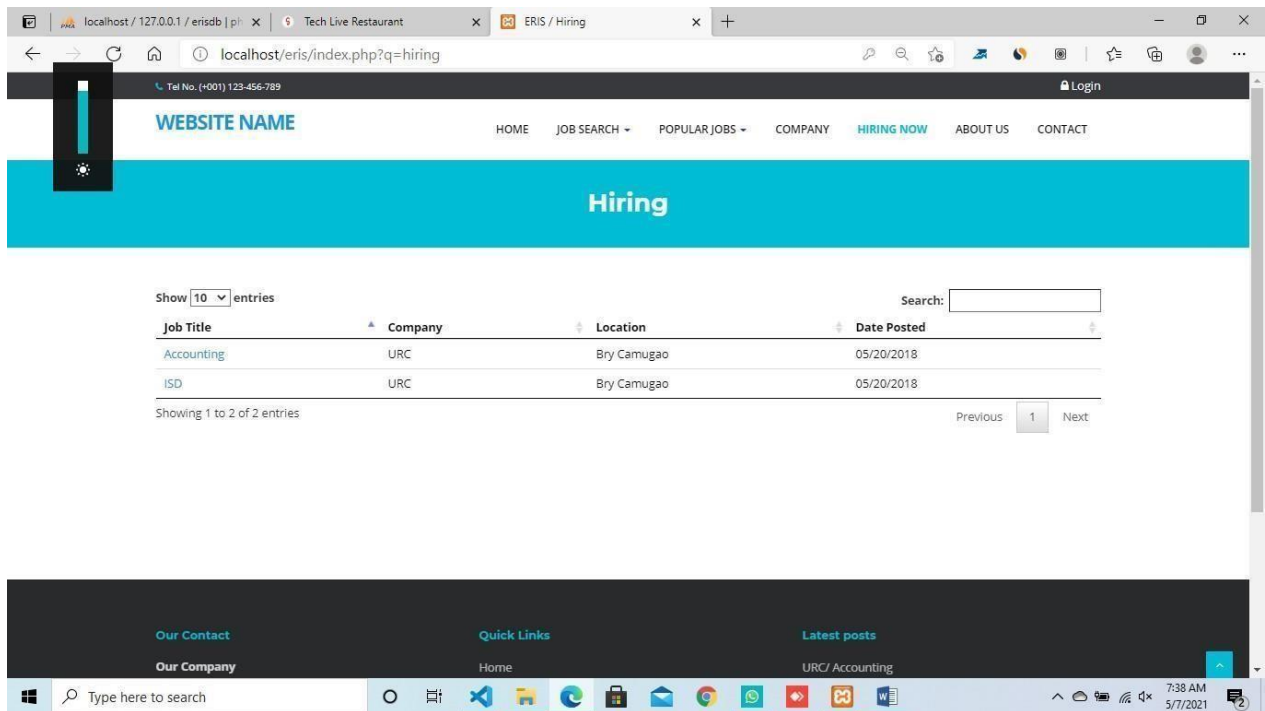 localhost / 127.0.0.1 / erisdb | ph
Tech Live Restaurant
ERIS / Hiring
localhost/eris/index.php?q=hiring
Tel No. (+001) 123-456-789
Login
WEBSITE NAME
HOME JOB SEARCH POPULAR JOBS COMPANY HIRING NOW ABOUT US CONTACT
Hiring
Show 10 entries
Search:
Job Title Company Location Date Posted
Accounting URC Bry Camugao 05/20/2018
ISD URC Bry Camugao 05/20/2018
Showing 1 to 2 of 2 entries
Previous 1 Next
Our Contact Quick Links Latest posts
Our Company Home URC/ Accounting
Type here to search
7:38 AM
5/7/2021
2